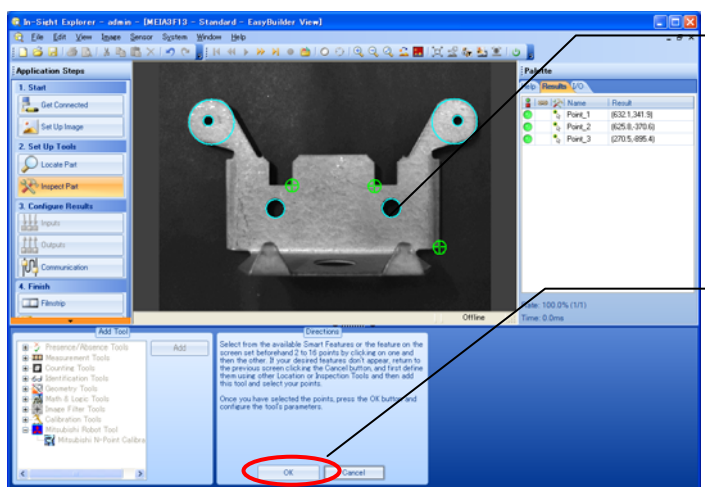 In-Sight Explorer - admin - [MEIA3F13 - Standard - EasyBuilder View]
File Edit View Image Sensor System Window Help
Application Steps
1. Start
Get Connected
Set Up Image
2. Set Up Tools
Locate Part
Inspect Part
3. Configure Results
Inputs
Outputs
Communication
4. Finish
Filmstrip
Offline
Palette
Help Results I/O
Name Result
Point_1 (632.1,341.9)
Point_2 (625.8,-370.6)
Point_3 (270.5,-895.4)
Rate: 100.0% (1/1)
Time: 0.0ms
Add Tool
Presence/Absence Tools
Measurement Tools
Counting Tools
Identification Tools
Geometry Tools
Math & Logic Tools
Image Filter Tools
Calibration Tools
Mitsubishi Robot Tool
Mitsubishi N-Point Calibra
Add
Directions
Select from the available Smart Features or the feature on the
screen set beforehand 2 to 16 points by clicking on one and
then the other. If your desired features don't appear, return to
the previous screen clicking the Cancel button, and first define
them using other Location or Inspection Tools and then add
this tool and select your points.
Once you have selected the points, press the OK button and
configure the tool's parameters.
OK
Cancel